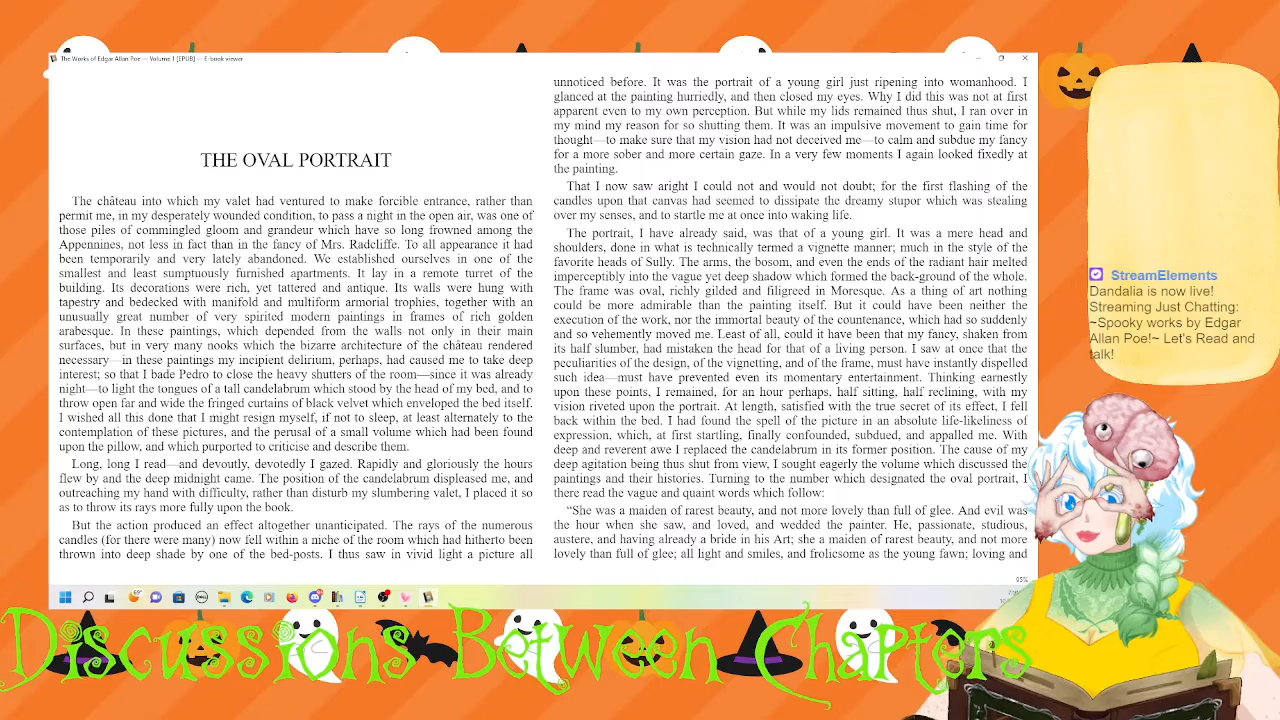 The Works of Edgar Allan Poe — Volume 1 [EPUB] — E-book viewer
THE OVAL PORTRAIT
The château into which my valet had ventured to make forcible entrance, rather than
permit me, in my desperately wounded condition, to pass a night in the open air, was one of
those piles of commingled gloom and grandeur which have so long frowned among the
Appennines, not less in fact than in the fancy of Mrs. Radcliffe. To all appearance it had
been temporarily and very lately abandoned. We established ourselves in one of the
smallest and least sumptuously furnished apartments. It lay in a remote turret of the
building. Its decorations were rich, yet tattered and antique. Its walls were hung with
tapestry and bedecked with manifold and multiform armorial trophies, together with an
unusually great number of very spirited modern paintings in frames of rich golden
arabesque. In these paintings, which depended from the walls not only in their main
surfaces, but in very many nooks which the bizarre architecture of the château rendered
necessary—in these paintings my incipient delirium, perhaps, had caused me to take deep
interest; so that I bade Pedro to close the heavy shutters of the room—since it was already
night—to light the tongues of a tall candelabrum which stood by the head of my bed, and to
throw open far and wide the fringed curtains of black velvet which enveloped the bed itself.
I wished all this done that I might resign myself, if not to sleep, at least alternately to the
contemplation of these pictures, and the perusal of a small volume which had been found
upon the pillow, and which purported to criticise and describe them.
Long, long I read—and devoutly, devotedly I gazed. Rapidly and gloriously the hours
flew by and the deep midnight came. The position of the candelabrum displeased me, and
outreaching my hand with difficulty, rather than disturb my slumbering valet, I placed it so
as to throw its rays more fully upon the book.
But the action produced an effect altogether unanticipated. The rays of the numerous
candles (for there were many) now fell within a niche of the room which had hitherto been
thrown into deep shade by one of the bed-posts. I thus saw in vivid light a picture all
unnoticed before. It was the portrait of a young girl just ripening into womanhood. I
glanced at the painting hurriedly, and then closed my eyes. Why I did this was not at first
apparent even to my own perception. But while my lids remained thus shut, I ran over in
my mind my reason for so shutting them. It was an impulsive movement to gain time for
thought—to make sure that my vision had not deceived me—to calm and subdue my fancy
for a more sober and more certain gaze. In a very few moments I again looked fixedly at
the painting.
That I now saw aright I could not and would not doubt; for the first flashing of the
candles upon that canvas had seemed to dissipate the dreamy stupor which was stealing
over my senses, and to startle me at once into waking life.
The portrait, I have already said, was that of a young girl. It was a mere head and
shoulders, done in what is technically termed a vignette manner; much in the style of the
favorite heads of Sully. The arms, the bosom, and even the ends of the radiant hair melted
imperceptibly into the vague yet deep shadow which formed the back-ground of the whole.
The frame was oval, richly gilded and filigreed in Moresque. As a thing of art nothing
could be more admirable than the painting itself. But it could have been neither the
execution of the work, nor the immortal beauty of the countenance, which had so suddenly
and so vehemently moved me. Least of all, could it have been that my fancy, shaken from
its half slumber, had mistaken the head for that of a living person. I saw at once that the
peculiarities of the design, of the vignetting, and of the frame, must have instantly dispelled
such idea—must have prevented even its momentary entertainment. Thinking earnestly
upon these points, I remained, for an hour perhaps, half sitting, half reclining, with my
vision riveted upon the portrait. At length, satisfied with the true secret of its effect, I fell
back within the bed. I had found the spell of the picture in an absolute life-likeliness of
expression, which, at first startling, finally confounded, subdued, and appalled me. With
deep and reverent awe I replaced the candelabrum in its former position. The cause of my
deep agitation being thus shut from view, I sought eagerly the volume which discussed the
paintings and their histories. Turning to the number which designated the oval portrait, I
there read the vague and quaint words which follow:
“She was a maiden of rarest beauty, and not more lovely than full of glee. And evil was
the hour when she saw, and loved, and wedded the painter. He, passionate, studious,
austere, and having already a bride in his Art; she a maiden of rarest beauty, and not more
lovely than full of glee; all light and smiles, and frolicsome as the young fawn; loving and
95%
StreamElements
Dandalia is now live!
Streaming Just Chatting:
~Spooky works by Edgar
Allan Poe!~ Let's Read and
talk!
Discussions Between Chapters